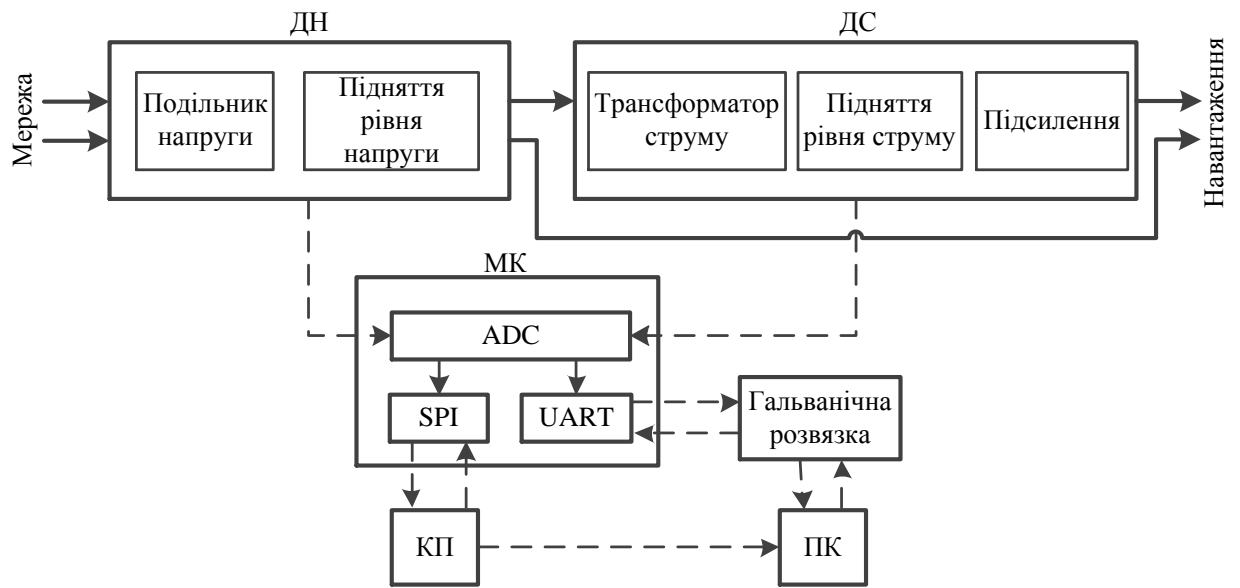 ДН
ДС
Мережа
Подільник
напруги
Підняття
рівня
напруги
Трансформатор
струму
Підняття
рівня струму
Підсилення
Навантаження
МК
ADC
SPI
UART
Гальванічна
розвязка
КП
ПК